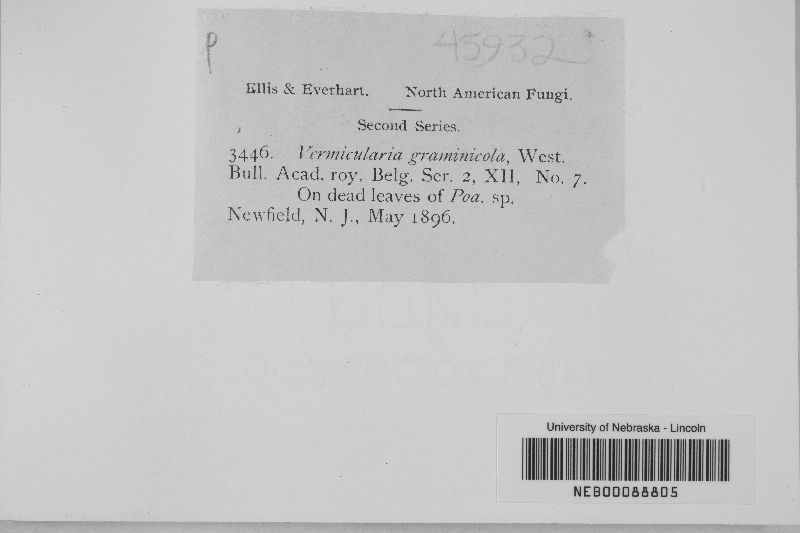 p
45932
Ellis & Everhart. North American Fungi.
Second Series.
3446. Vermicularia graminicola, West.
Bull. Acad. roy. Belg. Ser. 2, XII, No. 7.
On dead leaves of Poa. sp.
Newfield, N. J., May 1896.
University of Nebraska - Lincoln
NEB00088805